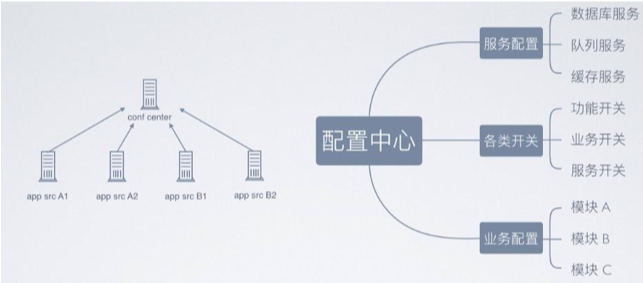 conf center
app src A1
app src A2
app src B1
app src B2
配置中心
服务配置
数据库服务
队列服务
缓存服务
各类开关
功能开关
业务开关
服务开关
业务配置
模块 A
模块 B
模块 C